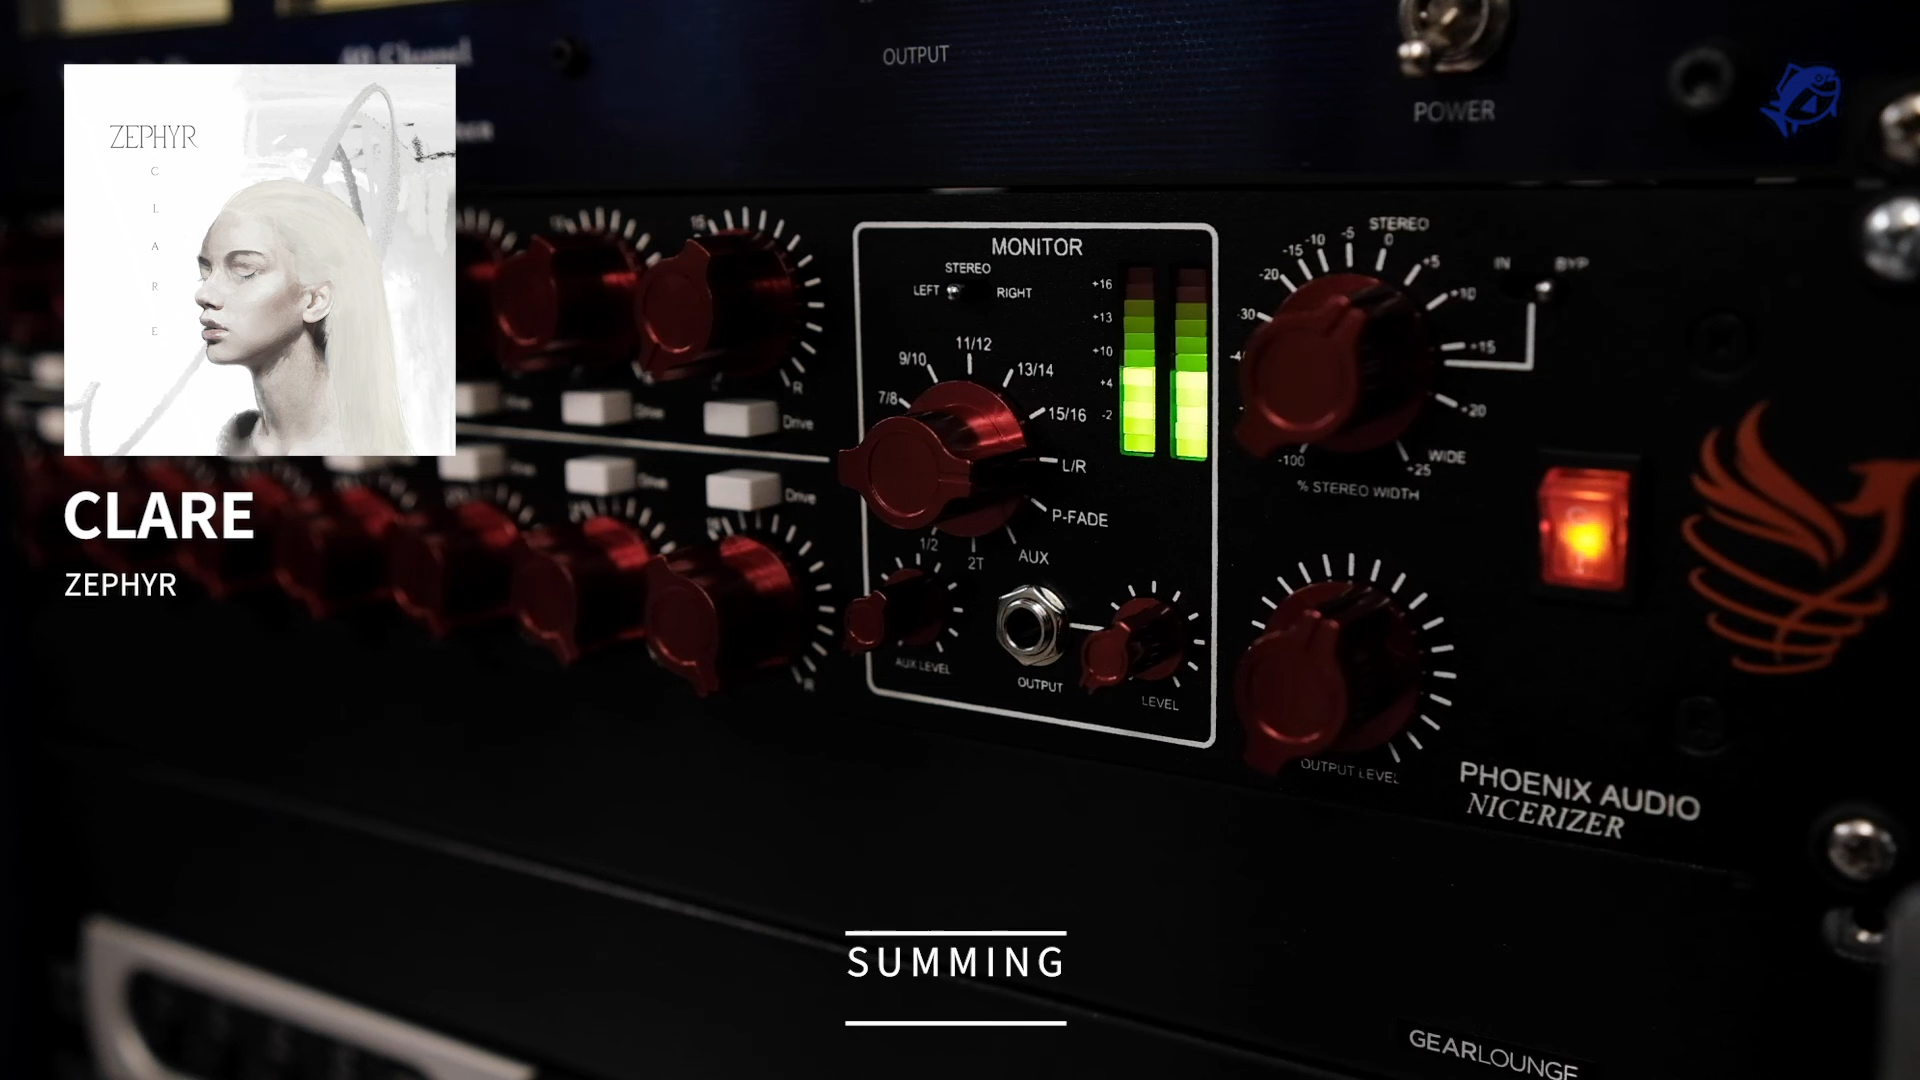 OUTPUT
POWER
ZEPHYR
CLARE
CLARE
ZEPHYR
MONITOR
STEREO
LEFT
RIGHT
+16
+13
+10
+4
-2
7/8
9/10
11/12
13/14
15/16
L/R
P-FADE
AUX
2T
1/2
AUX LEVEL
OUTPUT
LEVEL
Drive
Drive
Drive
R
R
STEREO
-30
-20
-15
-10
-5
0
+5
+10
+15
+20
+25
-100
WIDE
% STEREO WIDTH
IN
BYP
OUTPUT LEVEL
PHOENIX AUDIO
NICERIZER
SUMMING
GEARLOUNGE